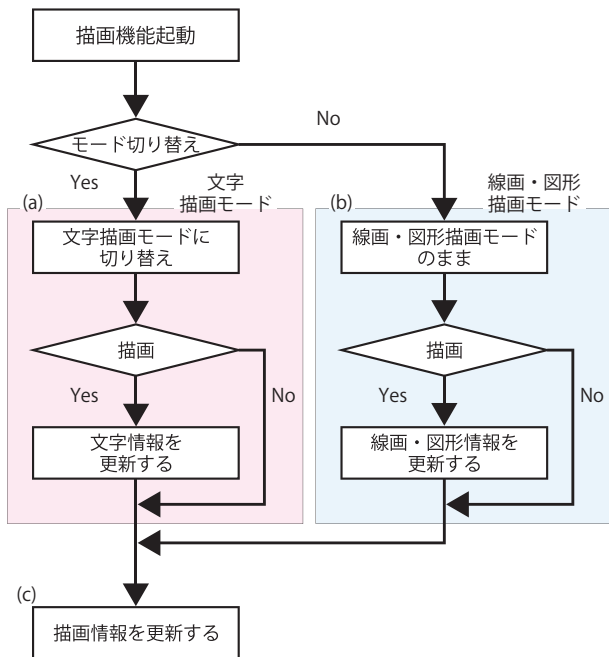 描画機能起動
モード切り替え
No
Yes
(a)
文字
描画モード
(b)
線画・図形
描画モード
文字描画モードに
切り替え
線画・図形描画モード
のまま
描画
描画
Yes
No
Yes
No
文字情報を
更新する
線画・図形情報を
更新する
(c)
描画情報を更新する